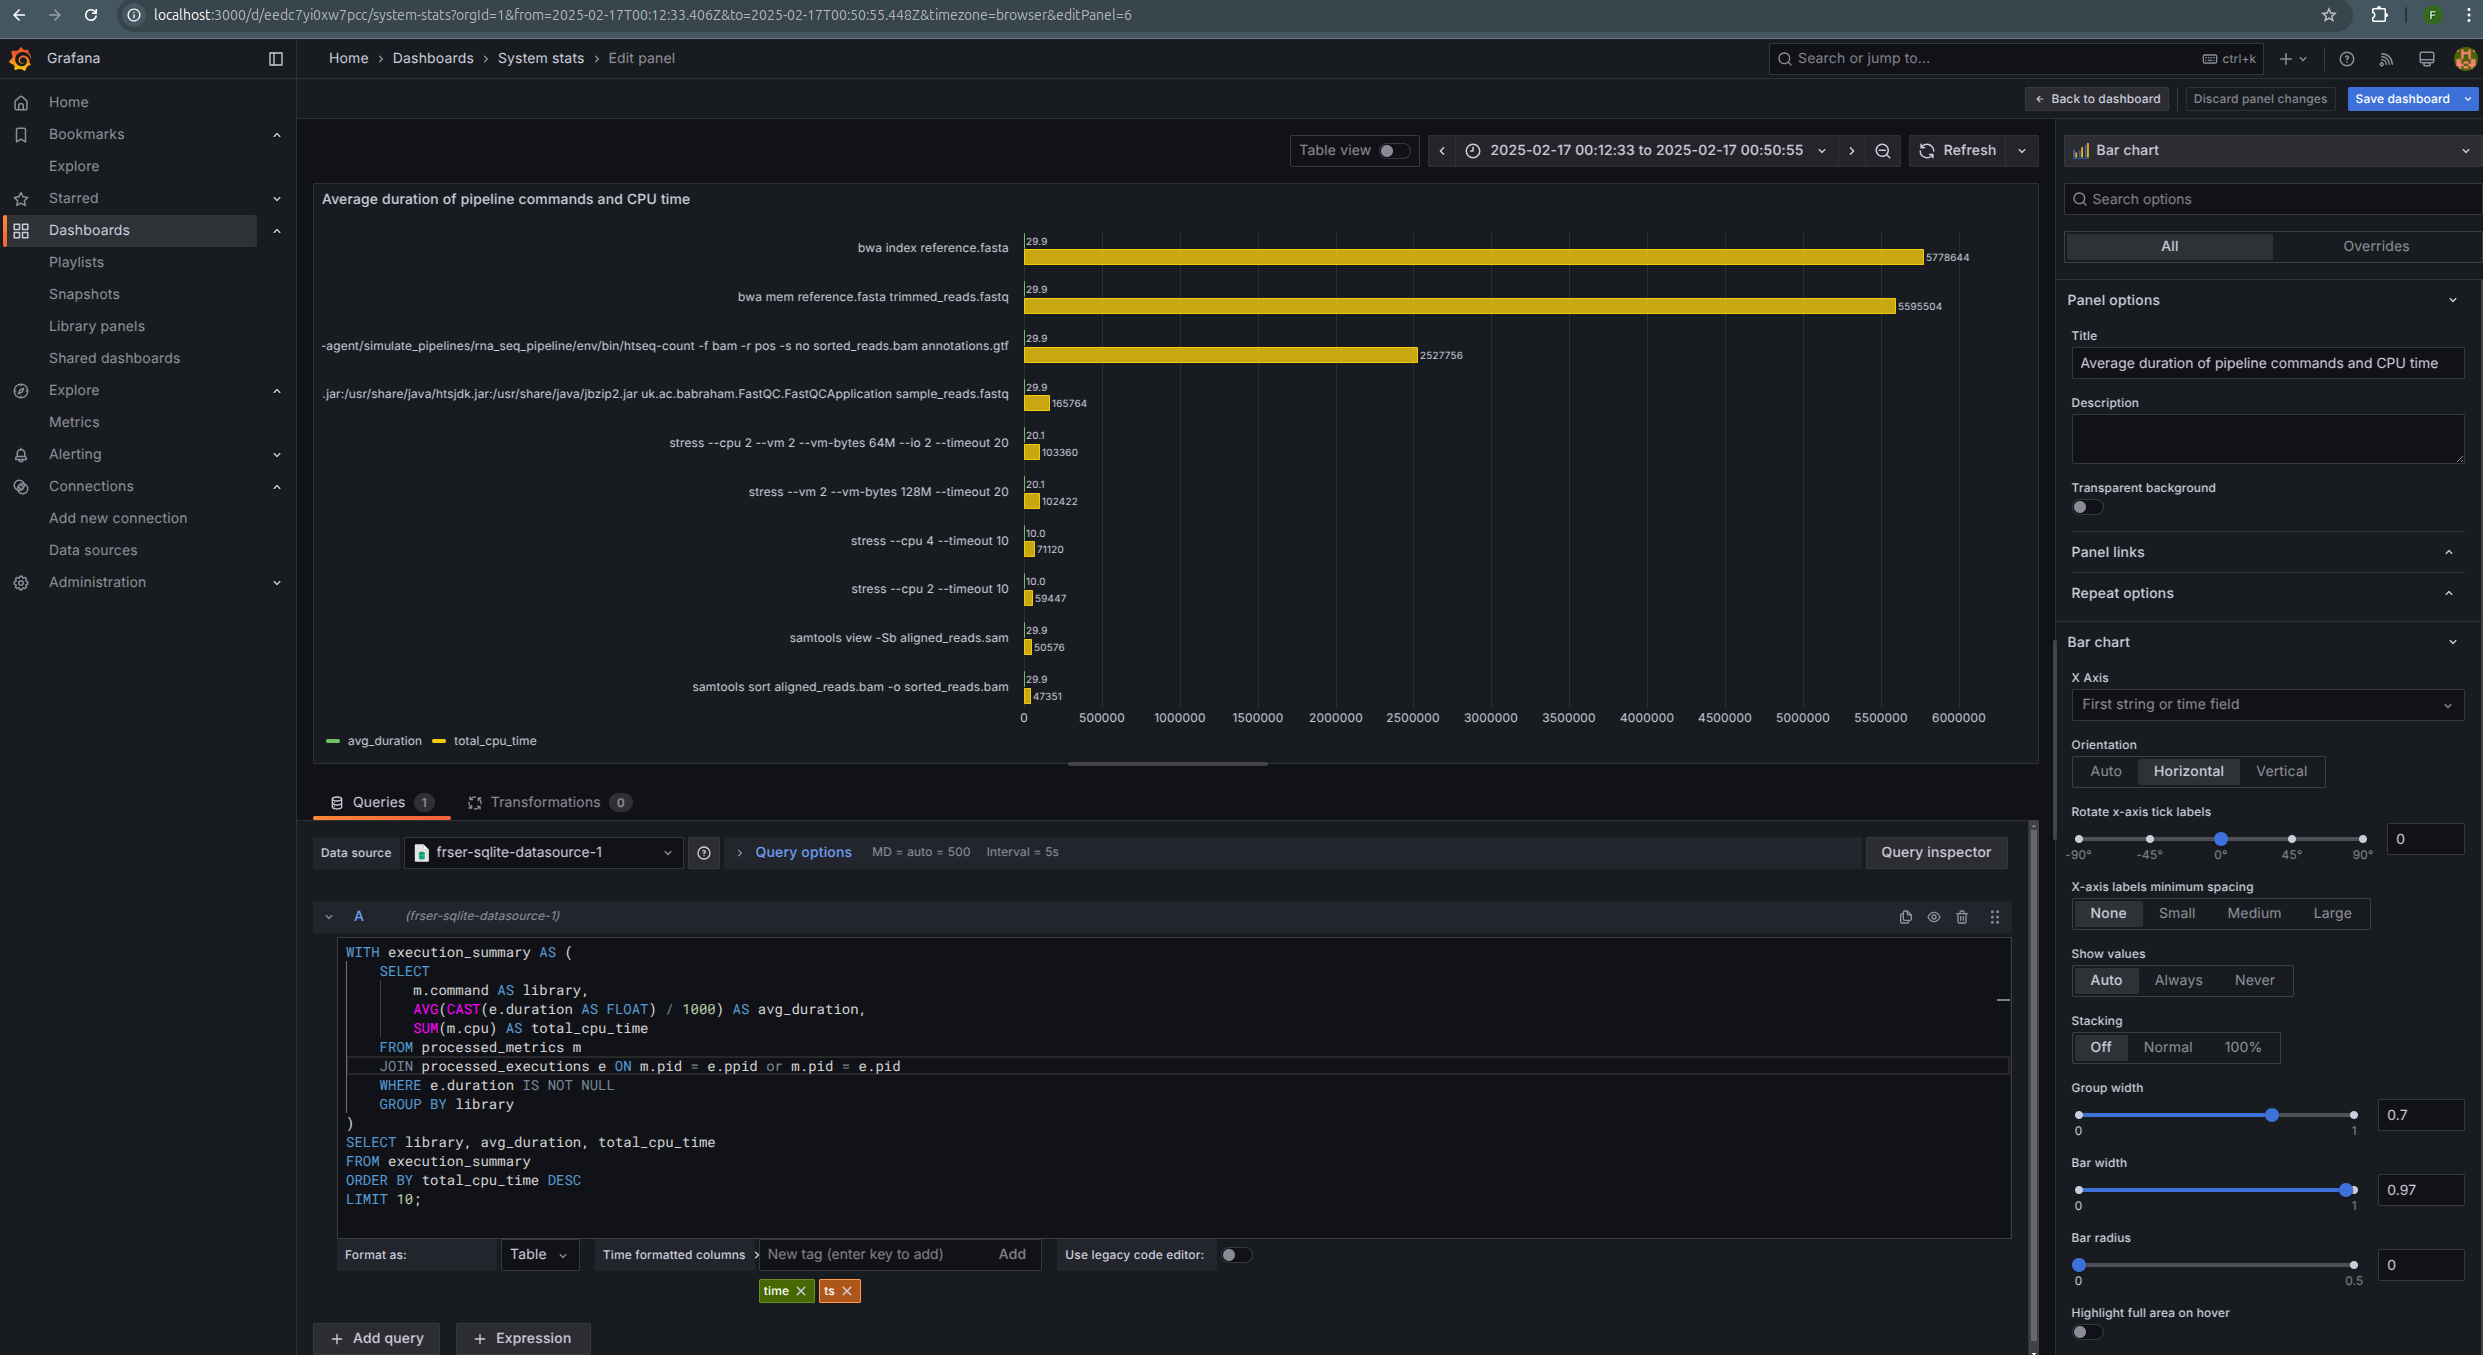 localhost:3000/d/eedc7yi0xw7pcc/system-stats?orgId=1&from=2025-02-17T00:12:33.406Z&to=2025-02-17T00:50:55.448Z&timezone=browser&editPanel=6
F
Grafana
Home › Dashboards › System stats › Edit panel
Search or jump to...
ctrl+k
Back to dashboard
Discard panel changes
Save dashboard
Home
Bookmarks
Explore
Starred
Dashboards
Playlists
Snapshots
Library panels
Shared dashboards
Explore
Metrics
Alerting
Connections
Add new connection
Data sources
Administration
Table view
2025-02-17 00:12:33 to 2025-02-17 00:50:55
Refresh
Average duration of pipeline commands and CPU time
bwa index reference.fasta
29.9
5778644
bwa mem reference.fasta trimmed_reads.fastq
29.9
5595504
-agent/simulate_pipelines/rna_seq_pipeline/env/bin/htseq-count -f bam -r pos -s no sorted_reads.bam annotations.gtf
29.9
2527756
.jar:/usr/share/java/htsjdk.jar:/usr/share/java/jbzip2.jar uk.ac.babraham.FastQC.FastQCApplication sample_reads.fastq
29.9
165764
stress --cpu 2 --vm 2 --vm-bytes 64M --io 2 --timeout 20
20.1
103360
stress --vm 2 --vm-bytes 128M --timeout 20
20.1
102422
stress --cpu 4 --timeout 10
10.0
71120
stress --cpu 2 --timeout 10
10.0
59447
samtools view -Sb aligned_reads.sam
29.9
50576
samtools sort aligned_reads.bam -o sorted_reads.bam
29.9
47351
0 500000 1000000 1500000 2000000 2500000 3000000 3500000 4000000 4500000 5000000 5500000 6000000
avg_duration total_cpu_time
Queries 1
Transformations 0
Data source
frser-sqlite-datasource-1
Query options MD = auto = 500 Interval = 5s
Query inspector
A (frser-sqlite-datasource-1)
WITH execution_summary AS (
SELECT
m.command AS library,
AVG(CAST(e.duration AS FLOAT) / 1000) AS avg_duration,
SUM(m.cpu) AS total_cpu_time
FROM processed_metrics m
JOIN processed_executions e ON m.pid = e.ppid or m.pid = e.pid
WHERE e.duration IS NOT NULL
GROUP BY library
)
SELECT library, avg_duration, total_cpu_time
FROM execution_summary
ORDER BY total_cpu_time DESC
LIMIT 10;
Format as: Table
Time formatted columns
New tag (enter key to add) Add
Use legacy code editor:
time ts
Add query
Expression
Bar chart
Search options
All
Overrides
Panel options
Title
Average duration of pipeline commands and CPU time
Description
Transparent background
Panel links
Repeat options
Bar chart
X Axis
First string or time field
Orientation
Auto Horizontal Vertical
Rotate x-axis tick labels
0
-90° -45° 0° 45° 90°
X-axis labels minimum spacing
None Small Medium Large
Show values
Auto Always Never
Stacking
Off Normal 100%
Group width
0.7
0 1
Bar width
0.97
0 1
Bar radius
0
0 0.5
Highlight full area on hover